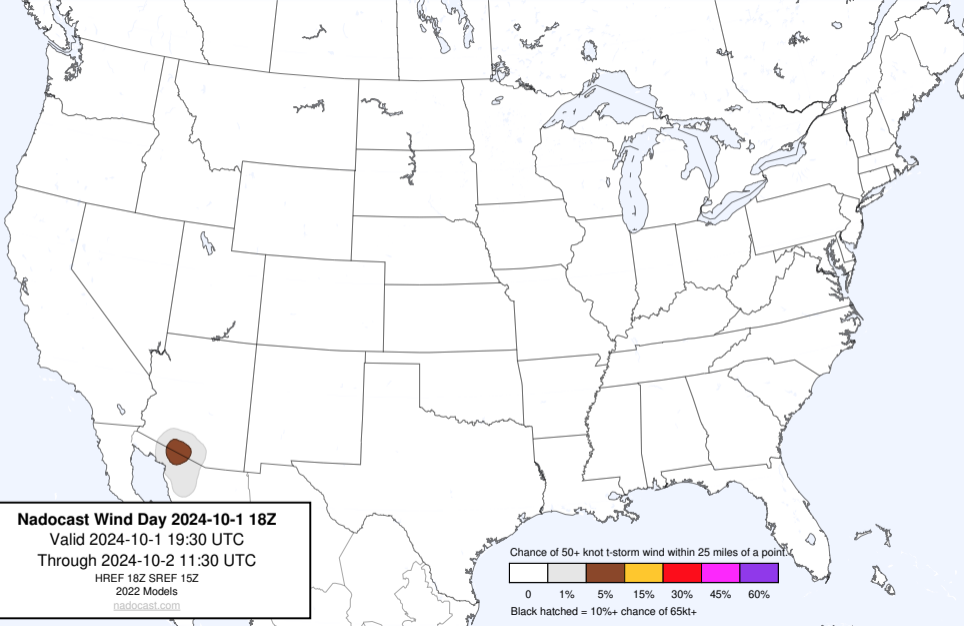 Nadocast Wind Day 2024-10-1 18Z
Valid 2024-10-1 19:30 UTC
Through 2024-10-2 11:30 UTC
HREF 18Z SREF 15Z
2022 Models
nadocast.com
Chance of 50+ knot t-storm wind within 25 miles of a point.
0 1% 5% 15% 30% 45% 60%
Black hatched = 10%+ chance of 65kt+